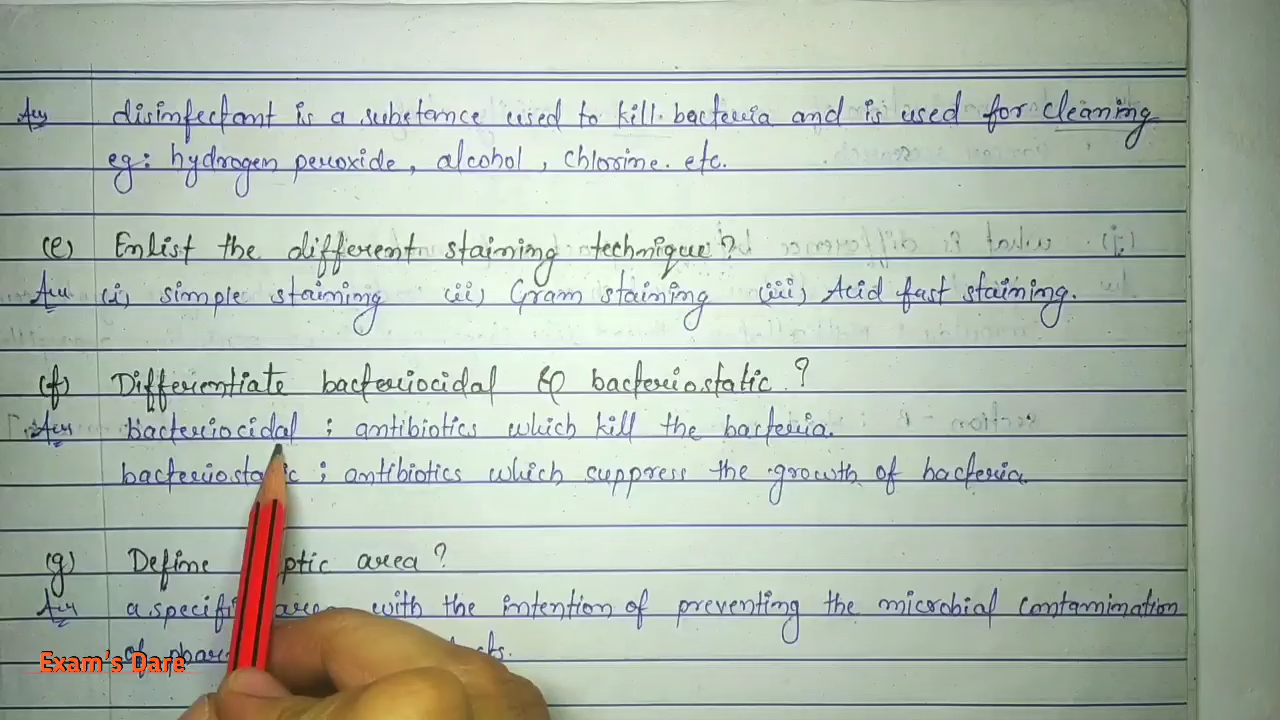 Ans disinfectant is a substance used to kill bacteria and is used for cleaning
eg: hydrogen peroxide, alcohol, chlorine. etc.
(e) Enlist the different staining technique?
Ans (i) simple staining (ii) Gram staining (iii) Acid fast staining.
(f) Differentiate bacteriocidal & bacteriostatic?
Ans bacteriocidal ; antibiotics which kill the bacteria.
bacteriostatic ; antibiotics which suppress the growth of bacteria.
(g) Define ptic area?
Ans a specific area with the intention of preventing the microbial contamination
of
Exam's Dare